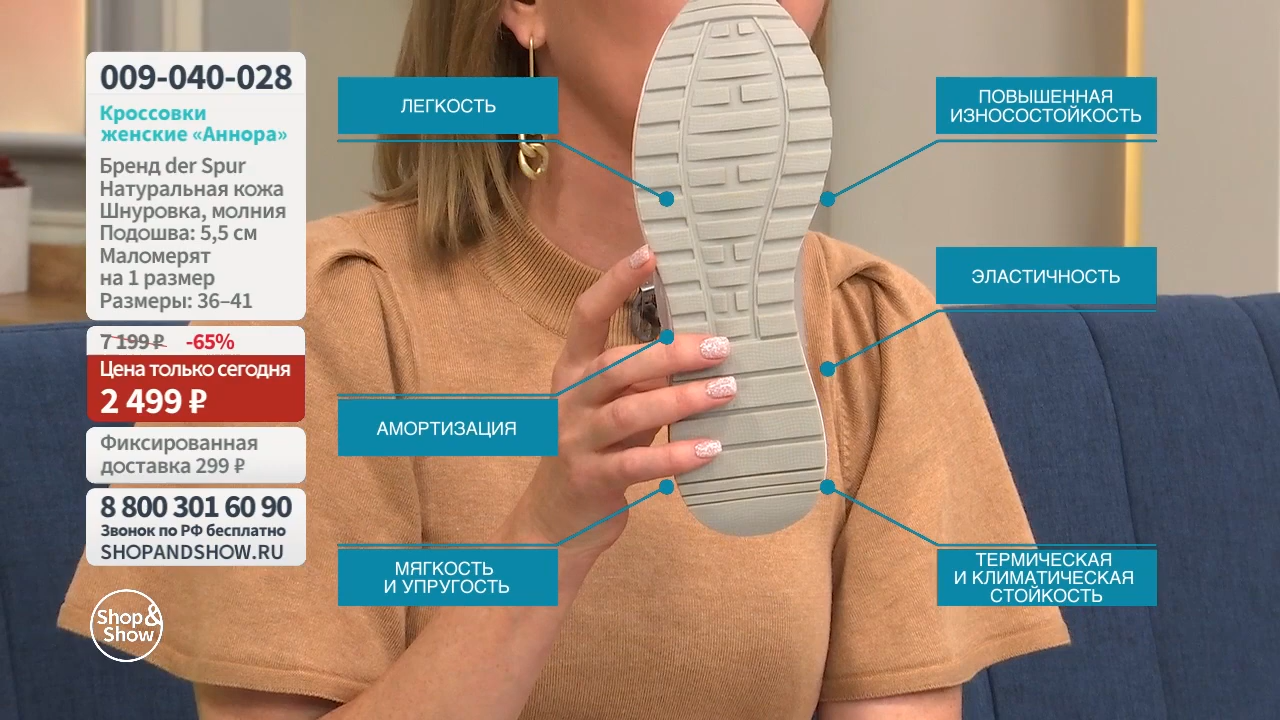 009-040-028
Кроссовки
женские «Аннора»
Бренд der Spur
Натуральная кожа
Шнуровка, молния
Подошва: 5,5 см
Маломерят
на 1 размер
Размеры: 36–41
7 199 ₽ -65%
Цена только сегодня
2 499 ₽
Фиксированная
доставка 299 ₽
8 800 301 60 90
Звонок по РФ бесплатно
SHOPANDSHOW.RU
Shop&
Show
ЛЕГКОСТЬ
АМОРТИЗАЦИЯ
МЯГКОСТЬ
И УПРУГОСТЬ
ПОВЫШЕННАЯ
ИЗНОСОСТОЙКОСТЬ
ЭЛАСТИЧНОСТЬ
ТЕРМИЧЕСКАЯ
И КЛИМАТИЧЕСКАЯ
СТОЙКОСТЬ